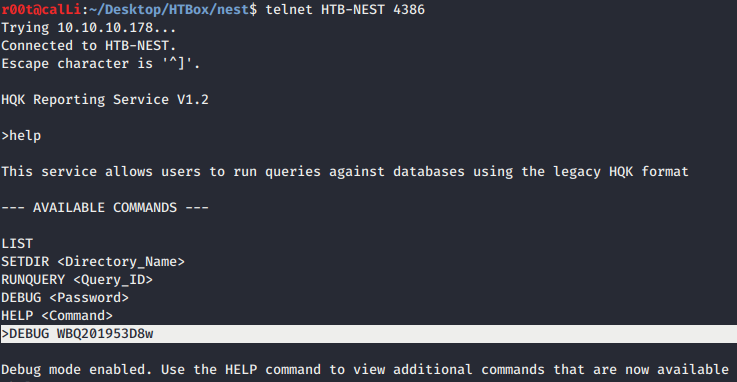 r00t@calLi:~/Desktop/HTBox/nest$ telnet HTB-NEST 4386
Trying 10.10.10.178...
Connected to HTB-NEST.
Escape character is '^]'.
HQK Reporting Service V1.2
>help
This service allows users to run queries against databases using the legacy HQK format
--- AVAILABLE COMMANDS ---
LIST
SETDIR <Directory_Name>
RUNQUERY <Query_ID>
DEBUG <Password>
HELP <Command>
>DEBUG WBQ201953D8w
Debug mode enabled. Use the HELP command to view additional commands that are now available